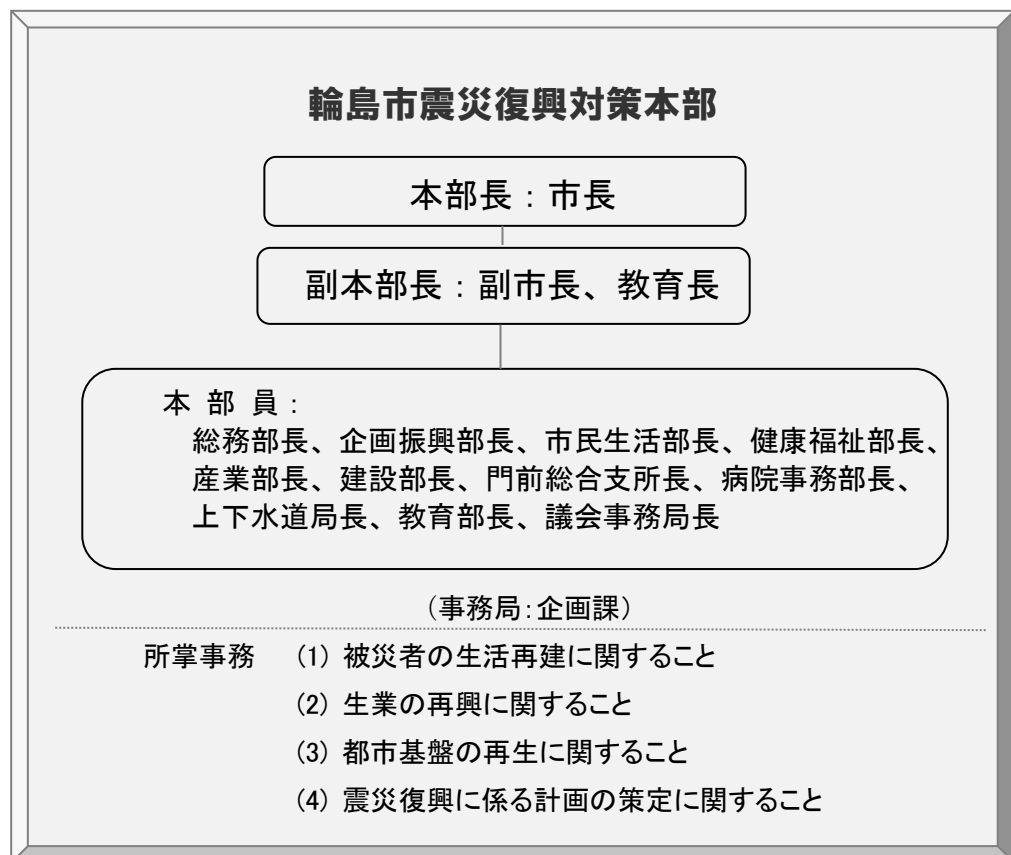 輪島市震災復興対策本部
本部長：市長
副本部長：副市長、教育長
本 部 員：
総務部長、企画振興部長、市民生活部長、健康福祉部長、
産業部長、建設部長、門前総合支所長、病院事務部長、
上下水道局長、教育部長、議会事務局長
（事務局：企画課）
所掌事務 (1) 被災者の生活再建に関すること
(2) 生業の再興に関すること
(3) 都市基盤の再生に関すること
(4) 震災復興に係る計画の策定に関すること